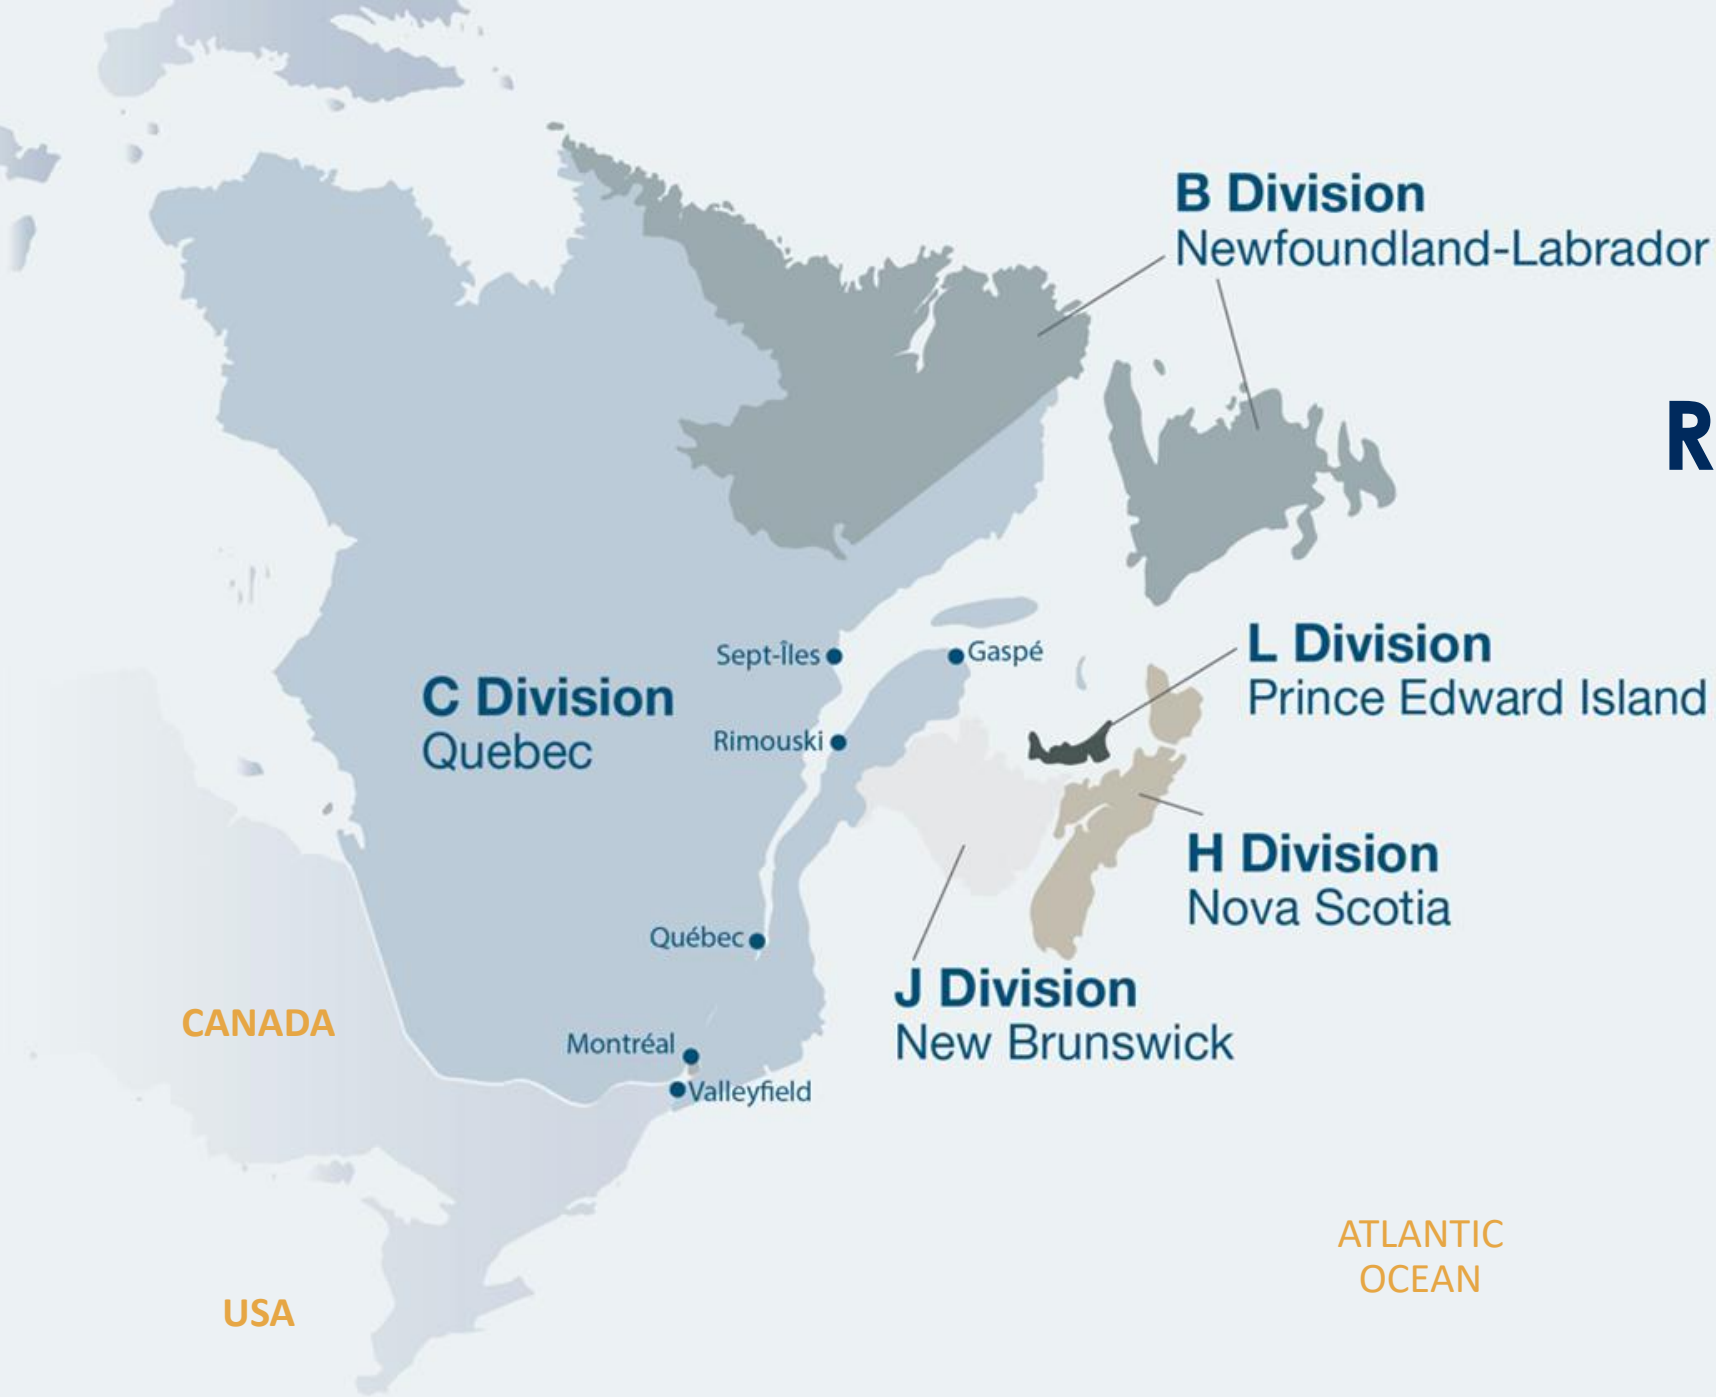 B Division
Newfoundland-Labrador
R
Sept-Îles
Gaspé
L Division
Prince Edward Island
C Division
Quebec
Rimouski
H Division
Nova Scotia
Québec
J Division
New Brunswick
CANADA
Montréal
Valleyfield
ATLANTIC
OCEAN
USA